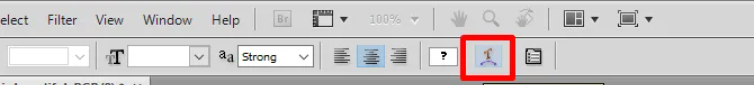 elect Filter View Window Help Br 100%
T aa Strong ? T